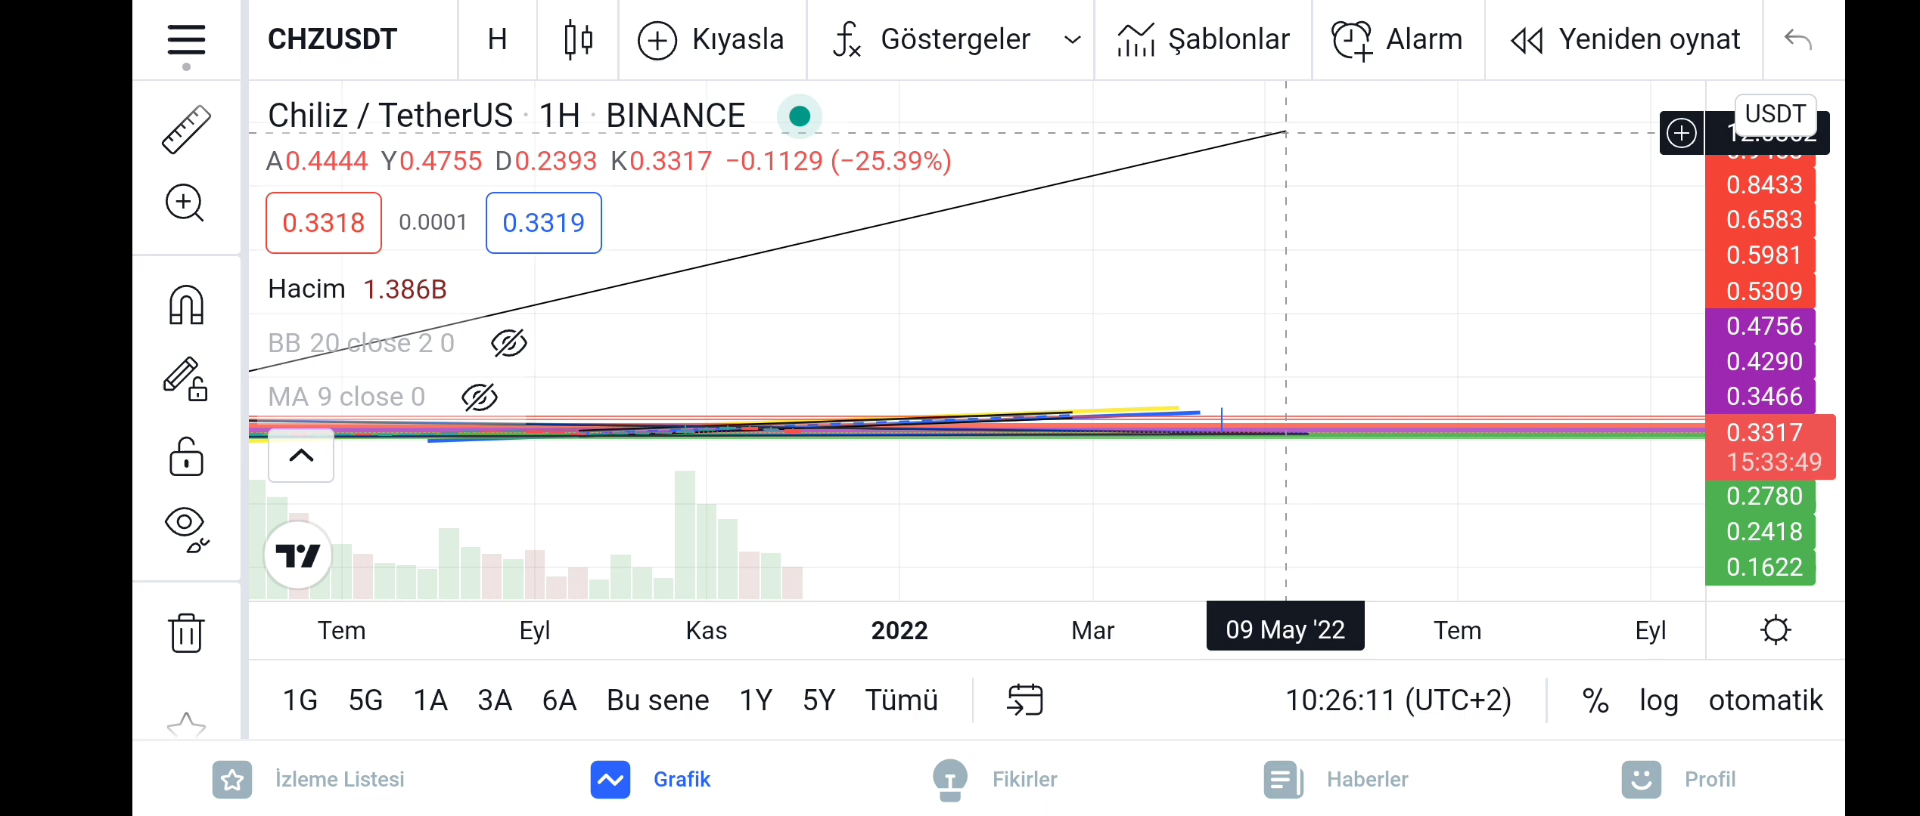 CHZUSDT H Kıyasla Göstergeler Şablonlar Alarm Yeniden oynat
Chiliz / TetherUS · 1H · BINANCE
USDT
A0.4444 Y0.4755 D0.2393 K0.3317 −0.1129 (−25.39%)
0.8433
0.3318 0.0001 0.3319
0.6583
0.5981
Hacim 1.386B
0.5309
0.4756
BB 20 close 2 0
0.4290
MA 9 close 0
0.3466
0.3317
15:33:49
0.2780
0.2418
0.1622
Tem Eyl Kas 2022 Mar 09 May '22 Tem Eyl
1G 5G 1A 3A 6A Bu sene 1Y 5Y Tümü 10:26:11 (UTC+2) % log otomatik
İzleme Listesi Grafik Fikirler Haberler Profil